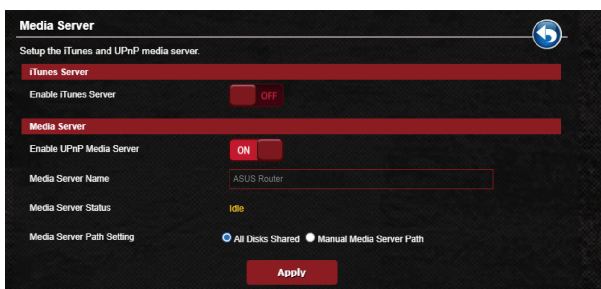 Media Server
Setup the iTunes and UPnP media server.
iTunes Server
Enable iTunes Server OFF
Media Server
Enable UPnP Media Server ON
Media Server Name ASUS Router
Media Server Status Idle
Media Server Path Setting All Disks Shared Manual Media Server Path
Apply